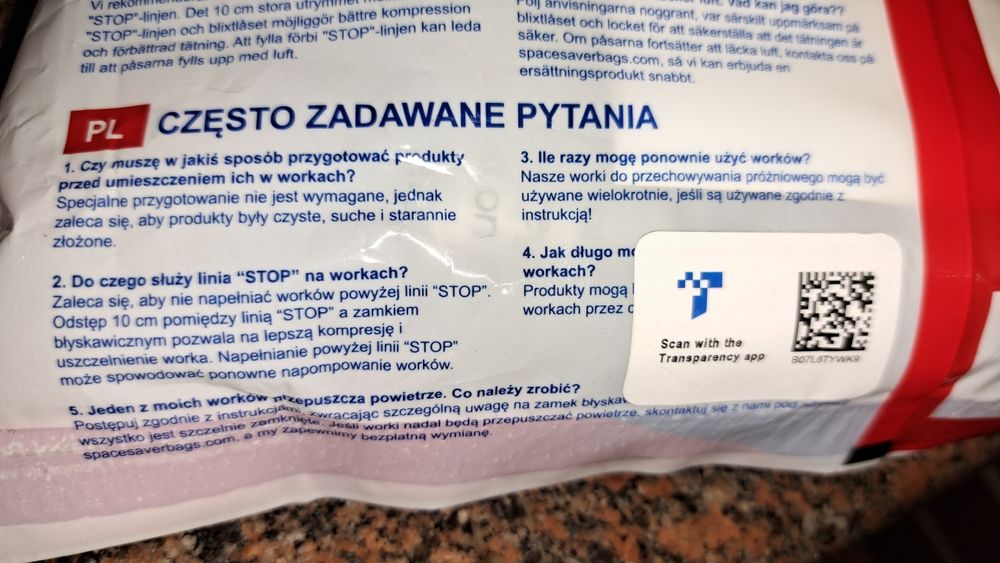 Vi rekommenderar
"STOP"-linjen. Det 10 cm stora utrymmet
"STOP"-linjen och blixtlåset möjliggör bättre kompression
och förbättrad tätning. Att fylla förbi "STOP"-linjen kan leda
till att påsarna fylls upp med luft.
luft. Vad kan jag göra??
Följ anvisningarna noggrant, var särskilt uppmärksam på
blixtlåset och locket för att säkerställa att det tätningen är
säker. Om påsarna fortsätter att läcka luft, kontakta oss på
spacesaverbags.com, så vi kan erbjuda en
ersättningsprodukt snabbt.
PL CZĘSTO ZADAWANE PYTANIA
1. Czy muszę w jakiś sposób przygotować produkty
przed umieszczeniem ich w workach?
Specjalne przygotowanie nie jest wymagane, jednak
zaleca się, aby produkty były czyste, suche i starannie
złożone.
2. Do czego służy linia “STOP” na workach?
Zaleca się, aby nie napełniać worków powyżej linii “STOP”.
Odstęp 10 cm pomiędzy linią “STOP” a zamkiem
błyskawicznym pozwala na lepszą kompresję i
uszczelnienie worka. Napełnianie powyżej linii “STOP”
może spowodować ponowne napompowanie worków.
3. Ile razy mogę ponownie użyć worków?
Nasze worki do przechowywania próżniowego mogą być
używane wielokrotnie, jeśli są używane zgodnie z
instrukcją!
4. Jak długo
workach?
Produkty mogą
workach przez
5. Jeden z moich worków przepuszcza powietrze. Co należy zrobić?
Postępuj zgodnie z instrukcjami, zwracając szczególną uwagę na zamek
wszystko jest szczelnie zamknięte. Jeśli worki nadal będą przepuszczać powietrze, skontaktuj się z nami pod
spacesaverbags.com, a my zapewnimy bezpłatną wymianę.
Scan with the
Transparency app
B07L6TYWK9